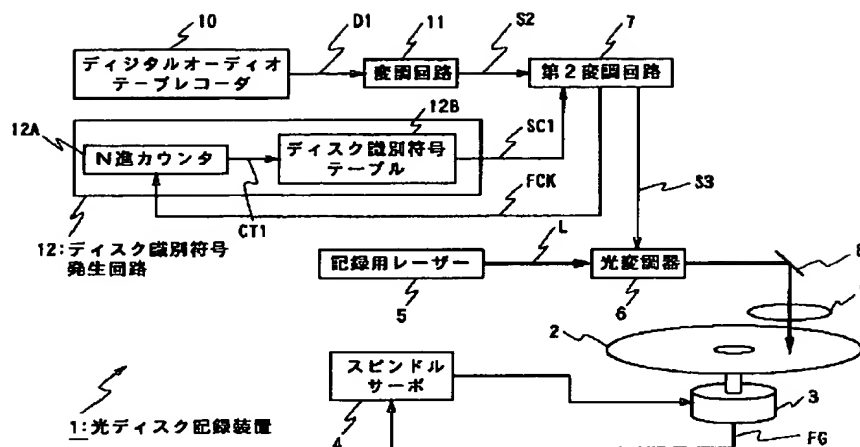 10
D1
11
S2
7
ディジタルオーディオ
テープレコーダ
変調回路
第2変調回路
12A
12B
N進カウンタ
ディスク識別符号
テーブル
SC1
CT1
FCK
S3
12:ディスク識別符号
発生回路
L
記録用レーザー
光変調器
8
5
6
2
スピンドル
サーボ
3
1:光ディスク記録装置
4
FG